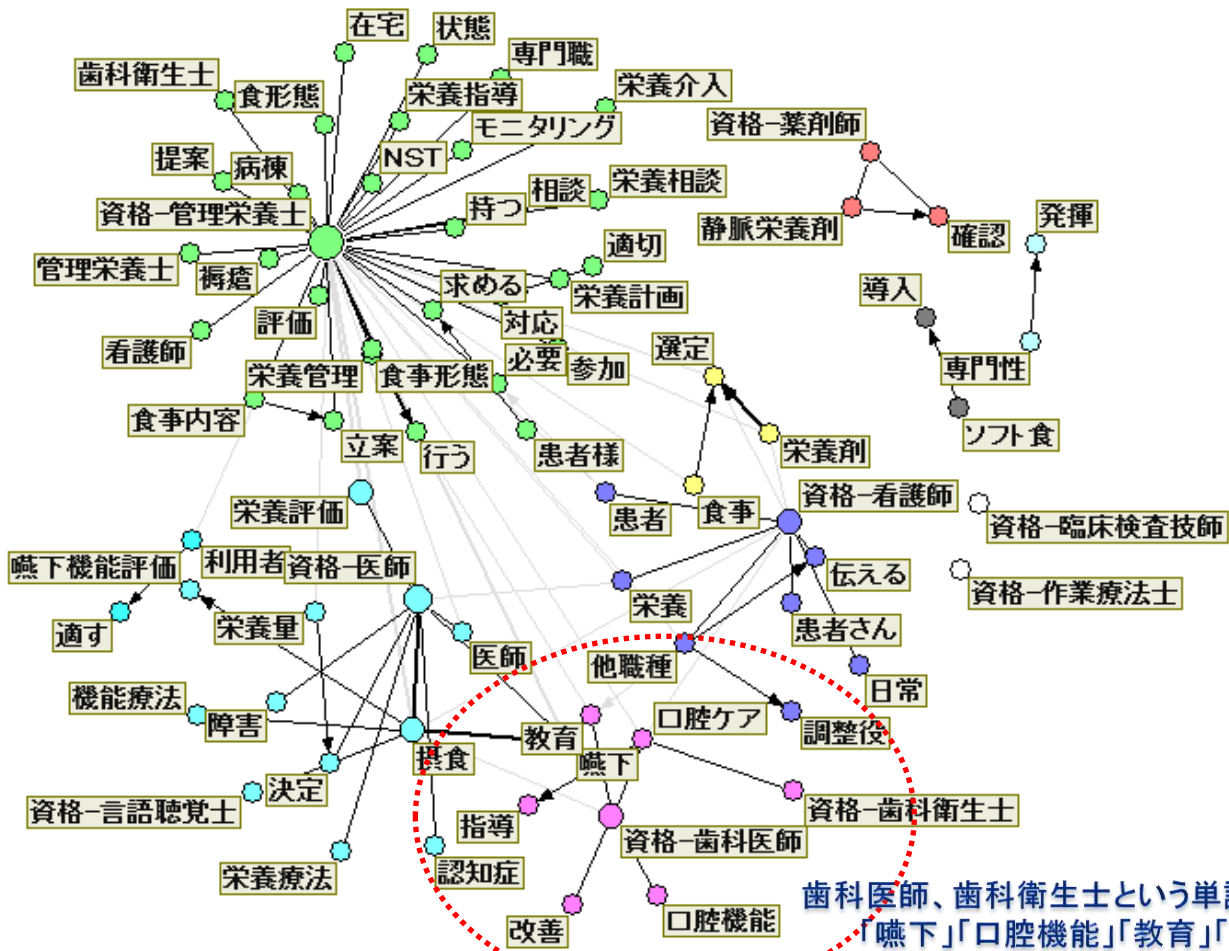 在宅
状態
専門職
歯科衛生士
食形態
栄養指導
栄養介入
モニタリング
資格-薬剤師
提案
病棟
NST
相談
栄養相談
資格-管理栄養士
持つ
静脈栄養剤
確認
発揮
管理栄養士
褥瘡
適切
求める
栄養計画
導入
評価
対応
看護師
選定
必要
参加
専門性
栄養管理
食事形態
食事内容
ソフト食
立案
行う
患者様
栄養剤
栄養評価
患者
食事
資格-看護師
資格-臨床検査技師
嚥下機能評価
利用者
資格-医師
伝える
資格-作業療法士
適す
栄養量
栄養
患者さん
医師
他職種
日常
機能療法
障害
口腔ケア
調整役
教育
摂食
嚥下
決定
資格-言語聴覚士
指導
資格-歯科衛生士
資格-歯科医師
栄養療法
認知症
改善
口腔機能
歯科医師、歯科衛生士という単
「嚥下」「口腔機能」「教育」「